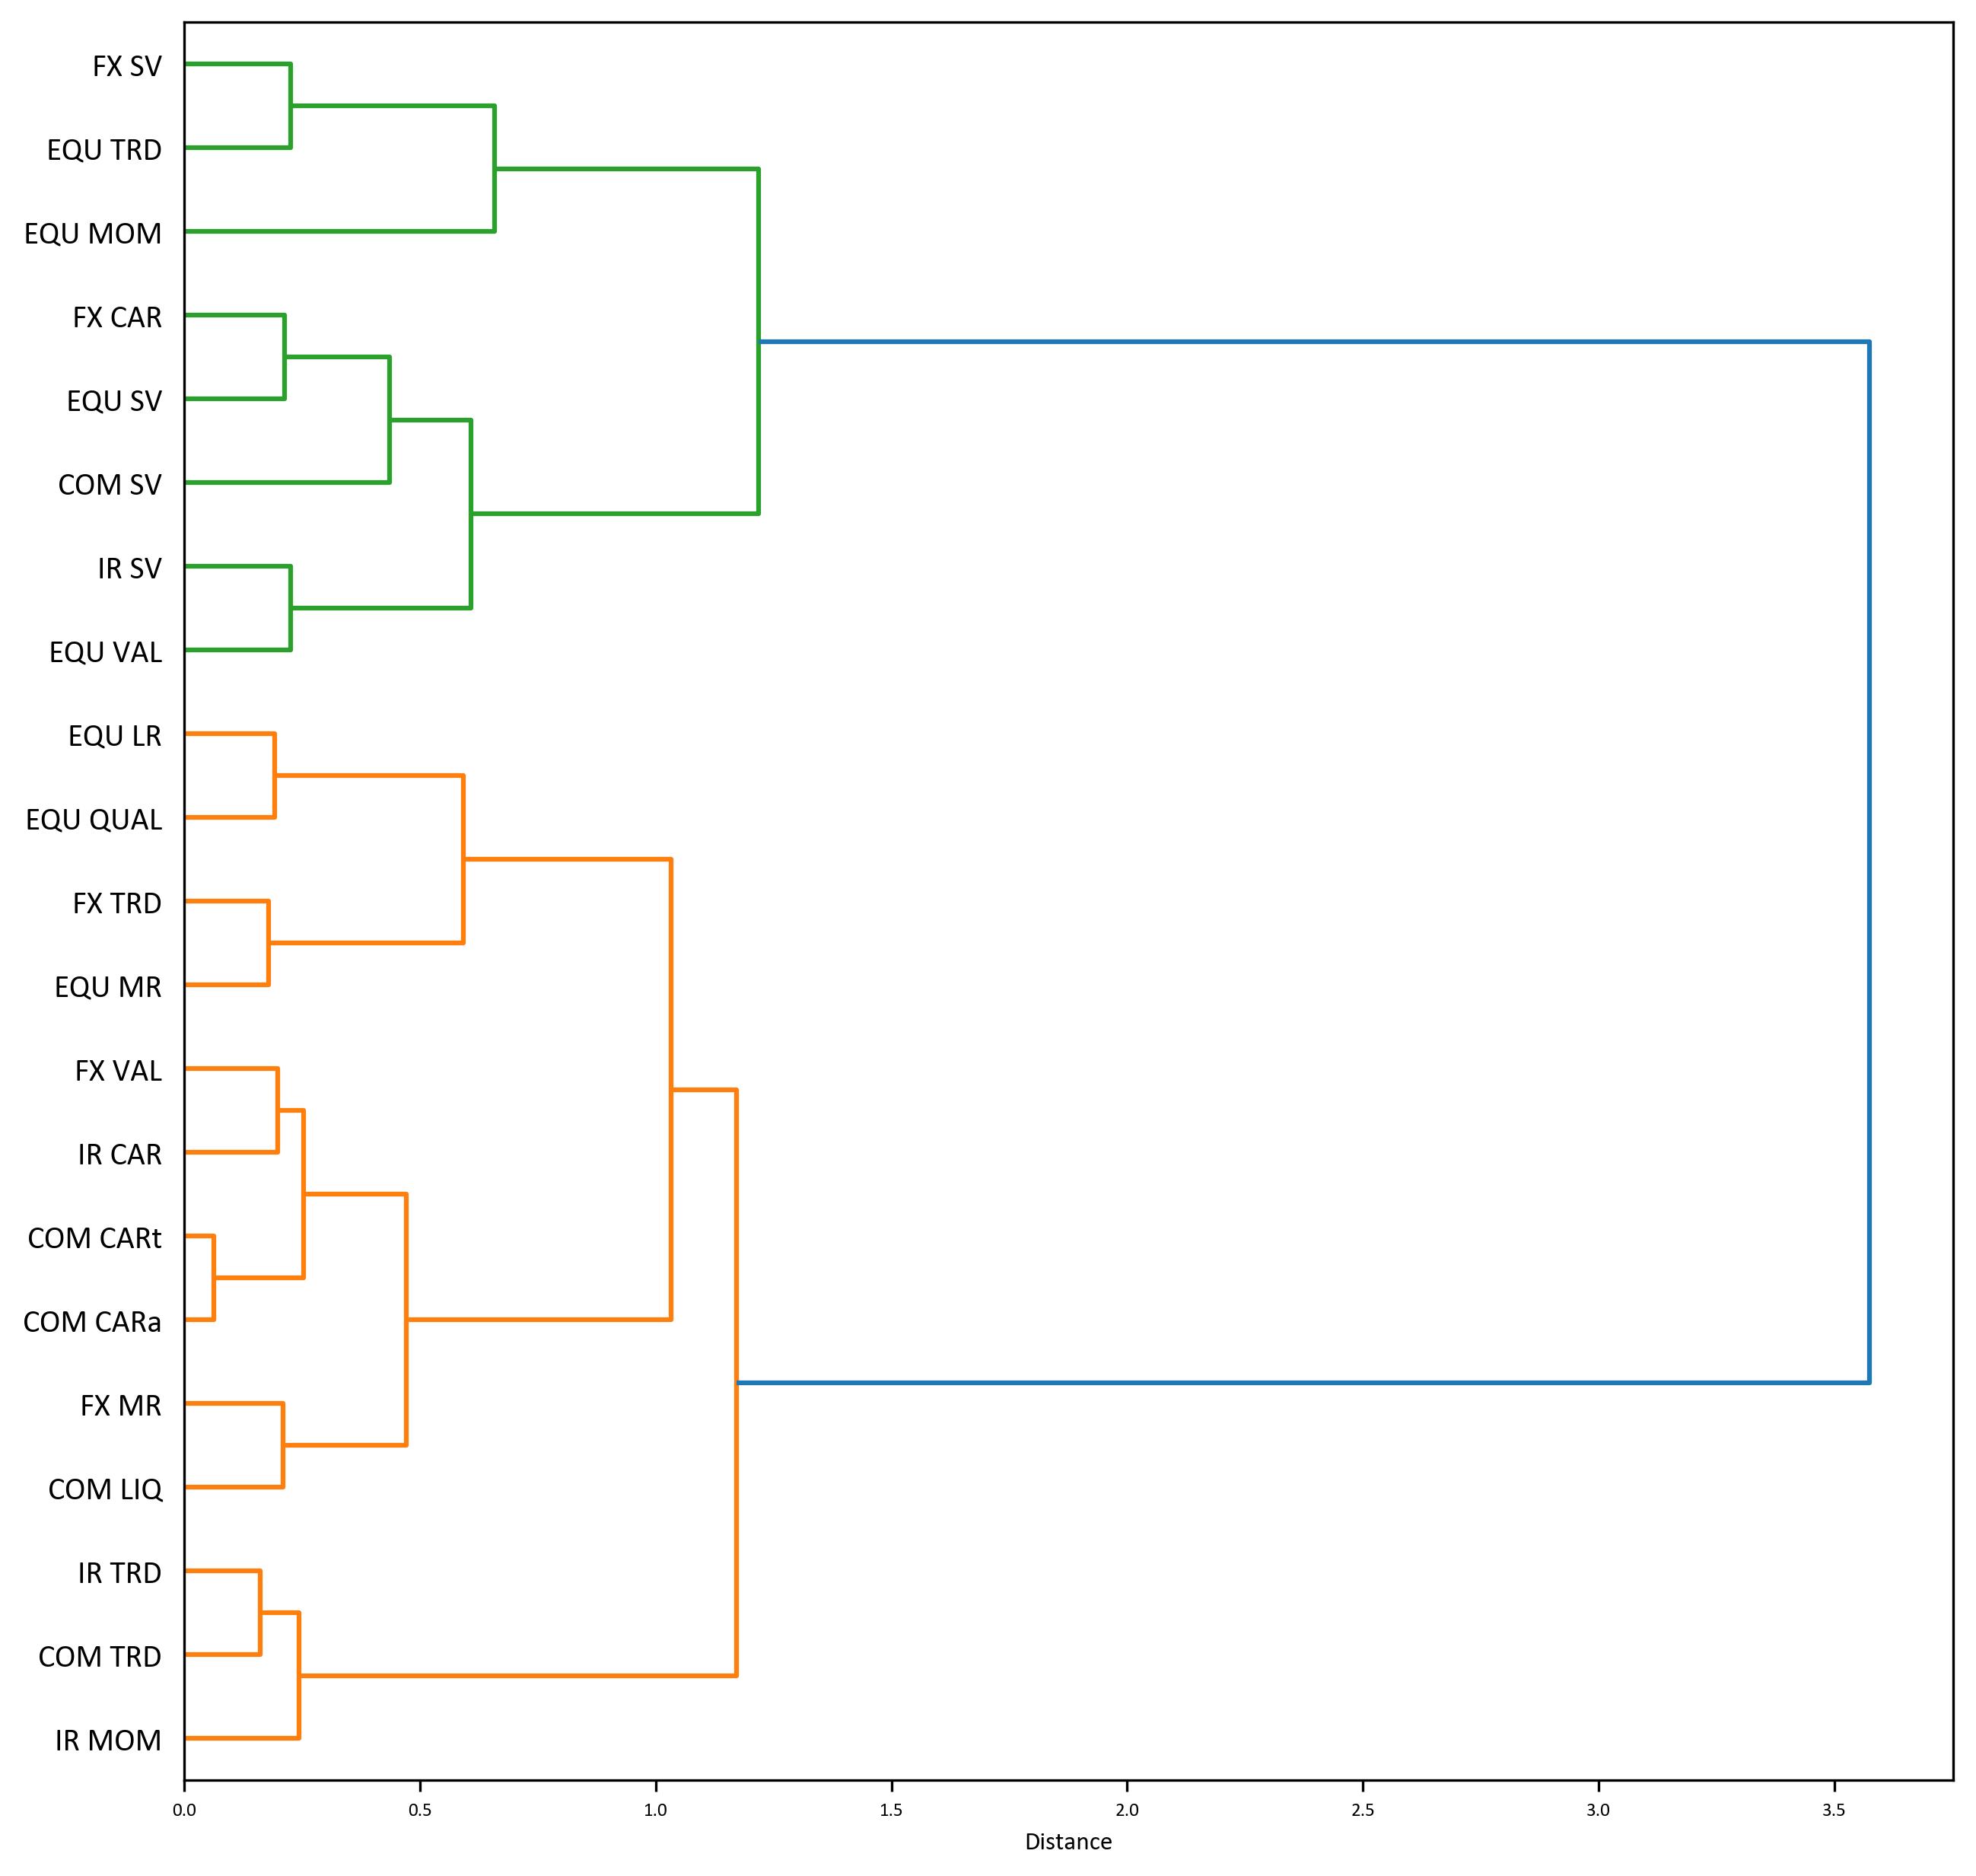 FX SV
EQU TRD
EQU MOM
FX CAR
EQU SV
COM SV
IR SV
EQU VAL
EQU LR
EQU QUAL
FX TRD
EQU MR
FX VAL
IR CAR
COM CARt
COM CARa
FX MR
COM LIQ
IR TRD
COM TRD
IR MOM
0.0 0.5 1.0 1.5 2.0 2.5 3.0 3.5
Distance